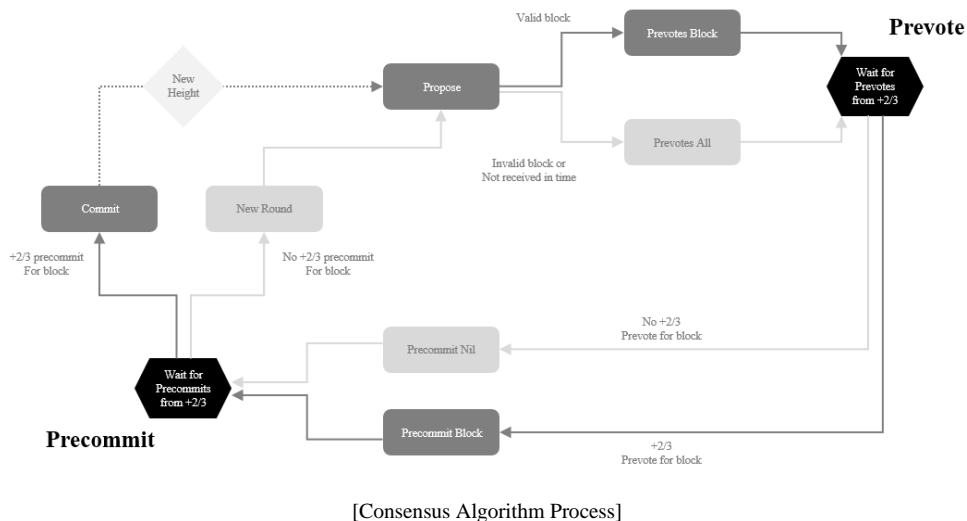 Valid block
Prevote
Prevotes Block
New
Height
Wait for
Prevotes
from +2/3
Propose
Prevotes All
Invalid block or
Not received in time
Commit
New Round
+2/3 precommit
For block
No +2/3 precommit
For block
No +2/3
Prevote for block
Precommit Nil
Wait for
Precommits
from +2/3
Precommit
Precommit Block
+2/3
Prevote for block
[Consensus Algorithm Process]